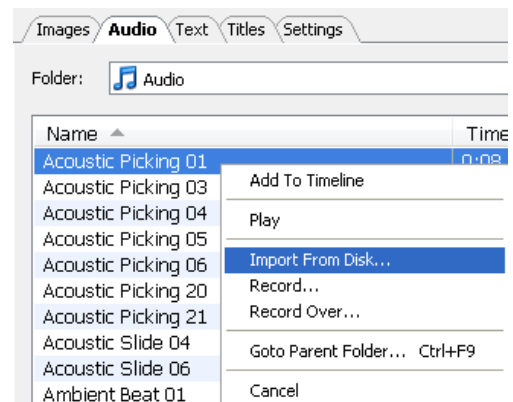 Images Audio Text Titles Settings
Folder: Audio
Name Time
Acoustic Picking 01 0:08
Acoustic Picking 03
Acoustic Picking 04
Acoustic Picking 05
Acoustic Picking 06
Acoustic Picking 20
Acoustic Picking 21
Acoustic Slide 04
Acoustic Slide 06
Ambient Beat 01
Add To Timeline
Play
Import From Disk...
Record...
Record Over...
Goto Parent Folder... Ctrl+F9
Cancel